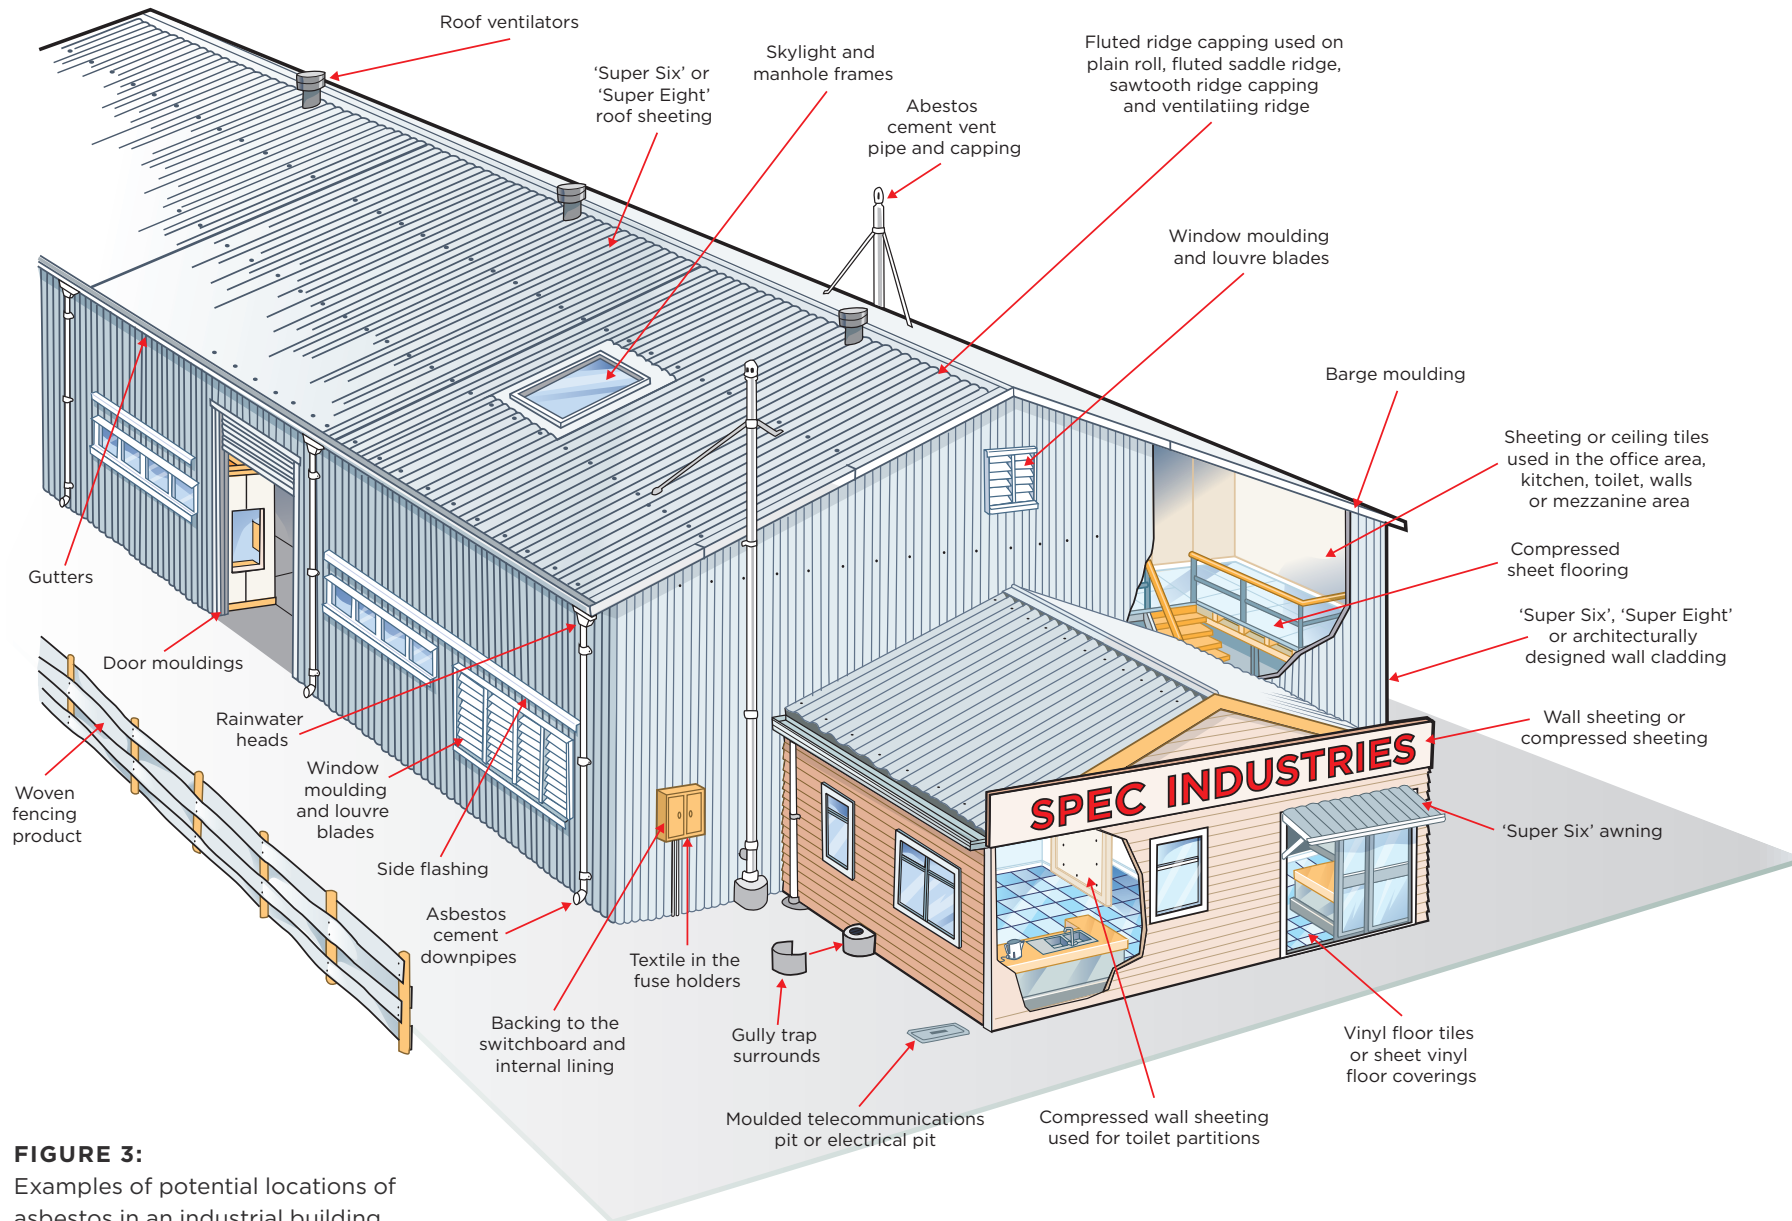 Roof ventilators
'Super Six' or
'Super Eight'
roof sheeting
Skylight and
manhole frames
Abestos
cement vent
pipe and capping
Fluted ridge capping used on
plain roll, fluted saddle ridge,
sawtooth ridge capping
and ventilatiing ridge
Window moulding
and louvre blades
Barge moulding
Sheeting or ceiling tiles
used in the office area,
kitchen, toilet, walls
or mezzanine area
Compressed
sheet flooring
'Super Six', 'Super Eight'
or architecturally
designed wall cladding
Wall sheeting or
compressed sheeting
SPEC INDUSTRIES
'Super Six' awning
Gutters
Door mouldings
Rainwater
heads
Woven
fencing
product
Window
moulding
and louvre
blades
Side flashing
Asbestos
cement
downpipes
Textile in the
fuse holders
Backing to the
switchboard and
internal lining
Gully trap
surrounds
Moulded telecommunications
pit or electrical pit
Compressed wall sheeting
used for toilet partitions
Vinyl floor tiles
or sheet vinyl
floor coverings
FIGURE 3:
Examples of potential locations of
asbestos in an industrial building